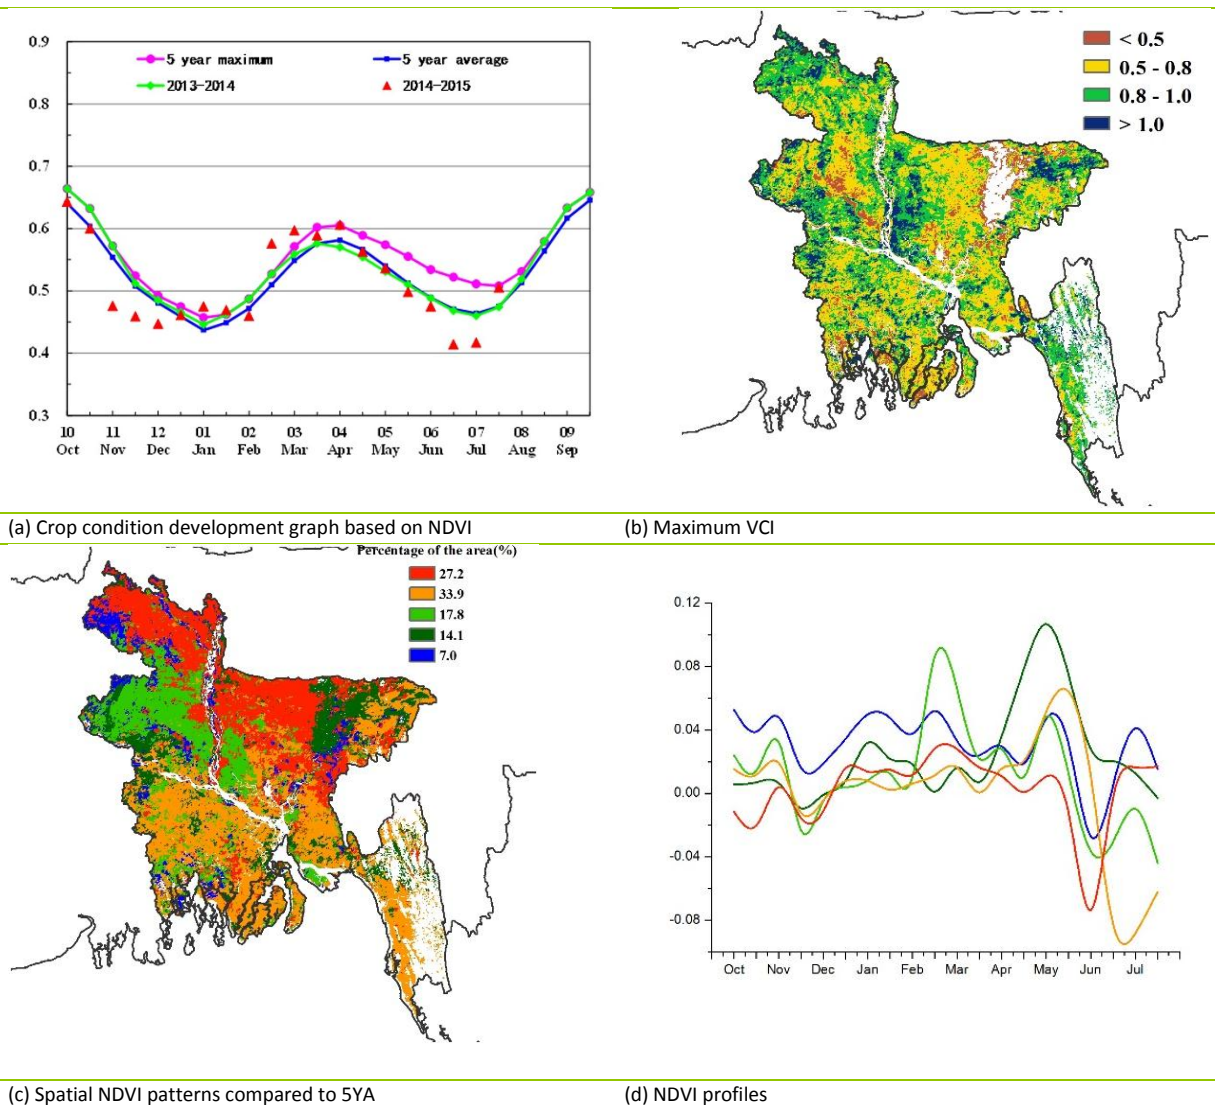 0.9
0.8
0.7
0.6
0.5
0.4
0.3
5 year maximum
5 year average
2013-2014
2014-2015
10 11 12 01 02 03 04 05 06 07 08 09
Oct Nov Dec Jan Feb Mar Apr May Jun Jul Aug Sep
< 0.5
0.5 - 0.8
0.8 - 1.0
> 1.0
(a) Crop condition development graph based on NDVI
(b) Maximum VCI
Percentage of the area(%)
27.2
33.9
17.8
14.1
7.0
0.12
0.08
0.04
0.00
-0.04
-0.08
Oct Nov Dec Jan Feb Mar Apr May Jun Jul
(c) Spatial NDVI patterns compared to 5YA
(d) NDVI profiles